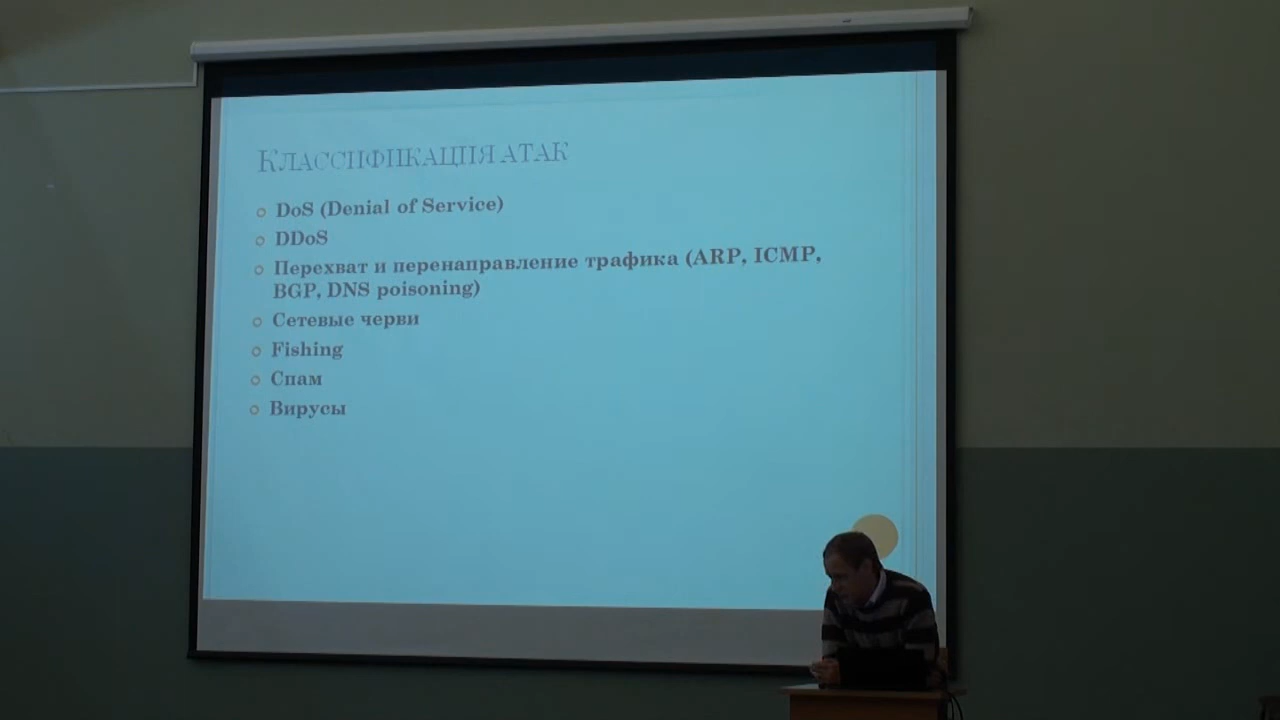 Классификация атак
DoS (Denial of Service)
DDoS
Перехват и перенаправление трафика (ARP, ICMP,
BGP, DNS poisoning)
Сетевые черви
Fishing
Спам
Вирусы